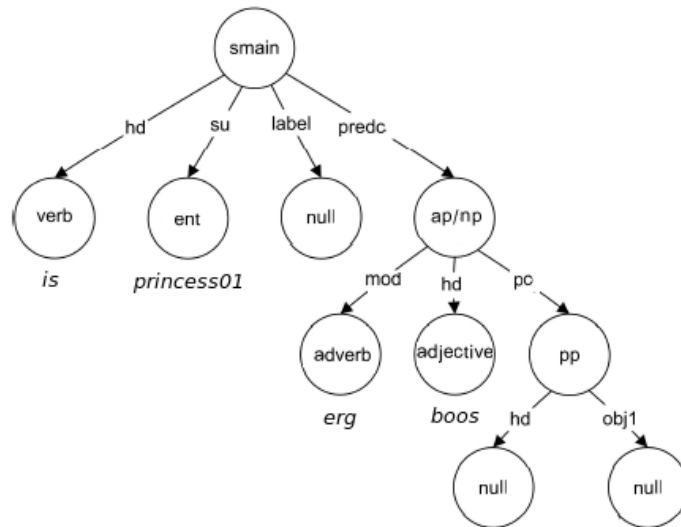 smain
hd su label predc
verb ent null ap/np
is princess01
mod hd pc
adverb adjective pp
erg boos
hd obj1
null null